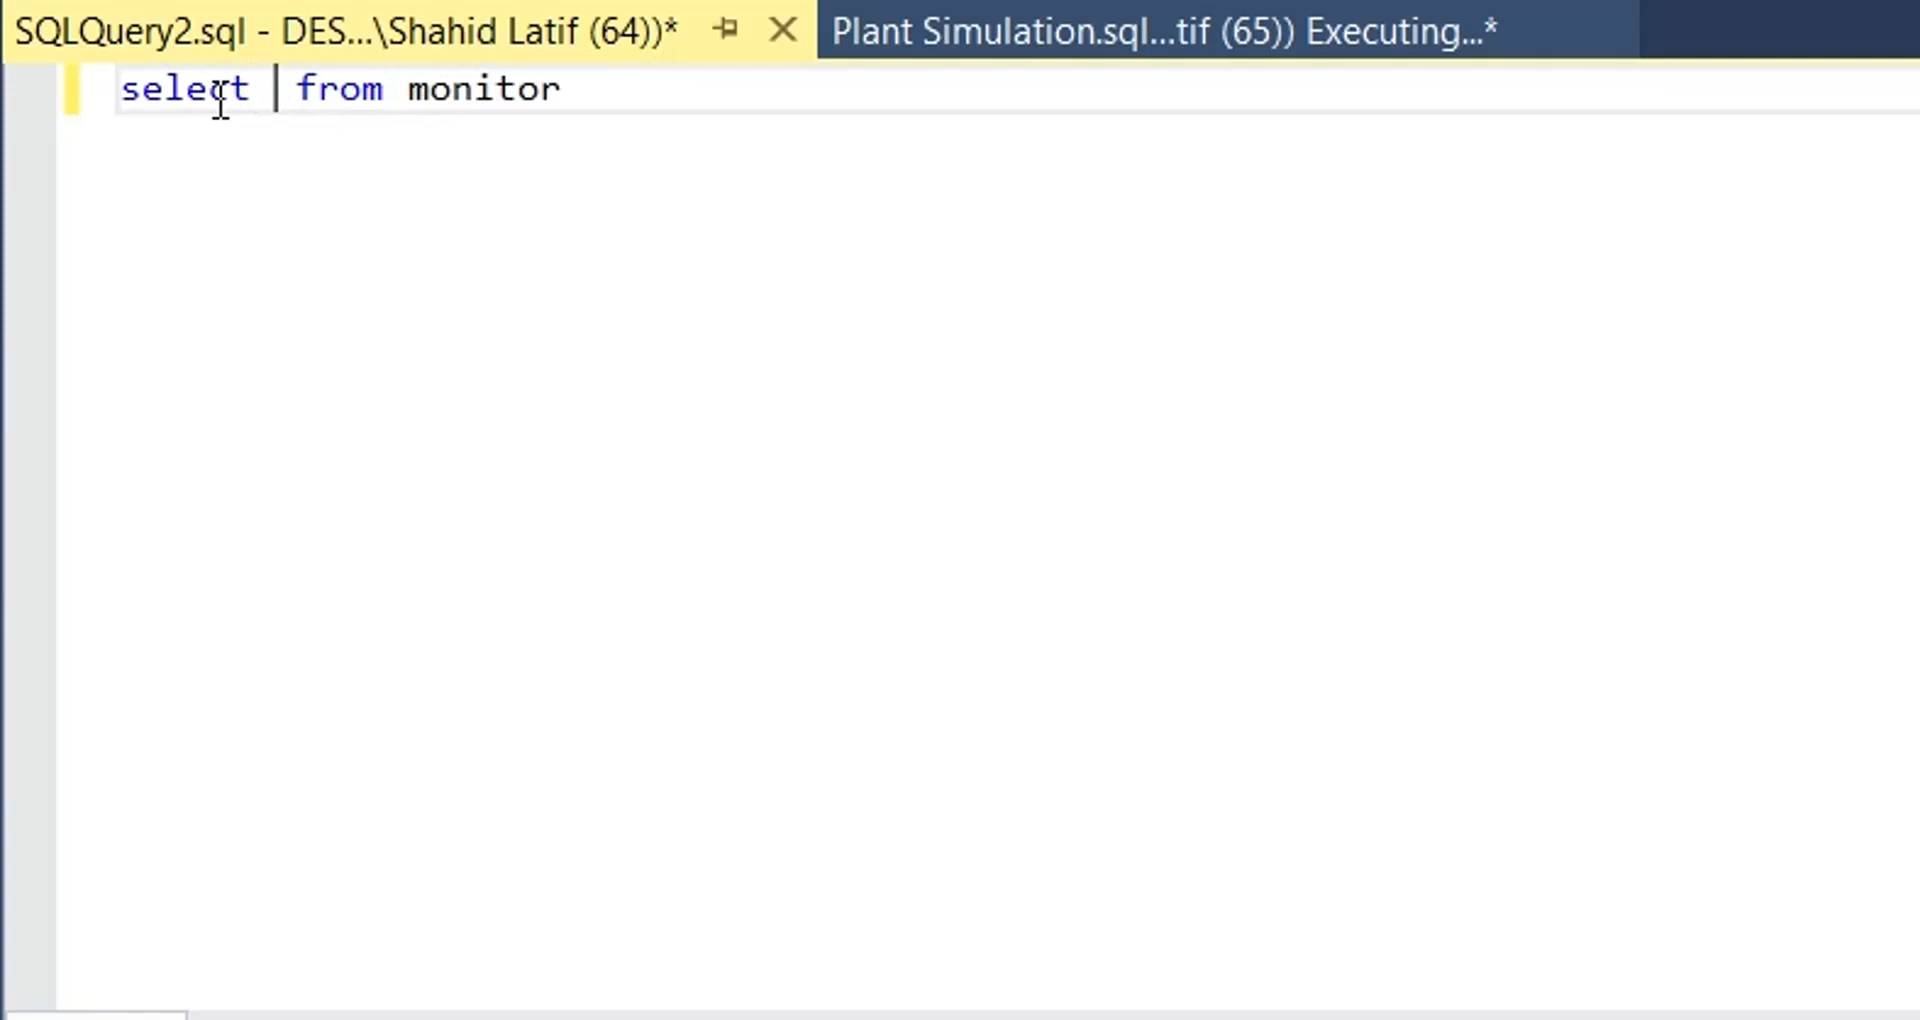 SQLQuery2.sql - DES...\Shahid Latif (64))*
Plant Simulation.sql...tif (65)) Executing...*
select from monitor